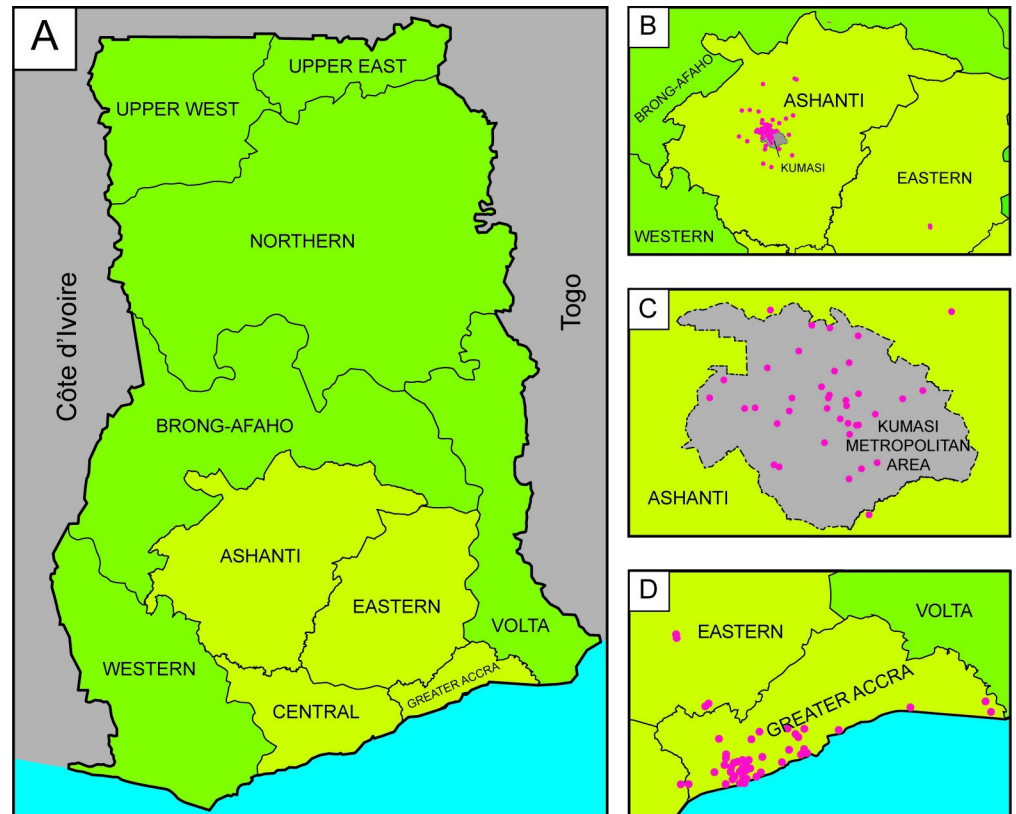 A
UPPER EAST
UPPER WEST
NORTHERN
Côte d'Ivoire
Togo
BRONG-AFAHO
ASHANTI
EASTERN
VOLTA
WESTERN
GREATER ACCRA
CENTRAL
B
BRONG-AFAHO
ASHANTI
KUMASI
EASTERN
WESTERN
C
KUMASI
METROPOLITAN
AREA
ASHANTI
D
VOLTA
EASTERN
GREATER ACCRA